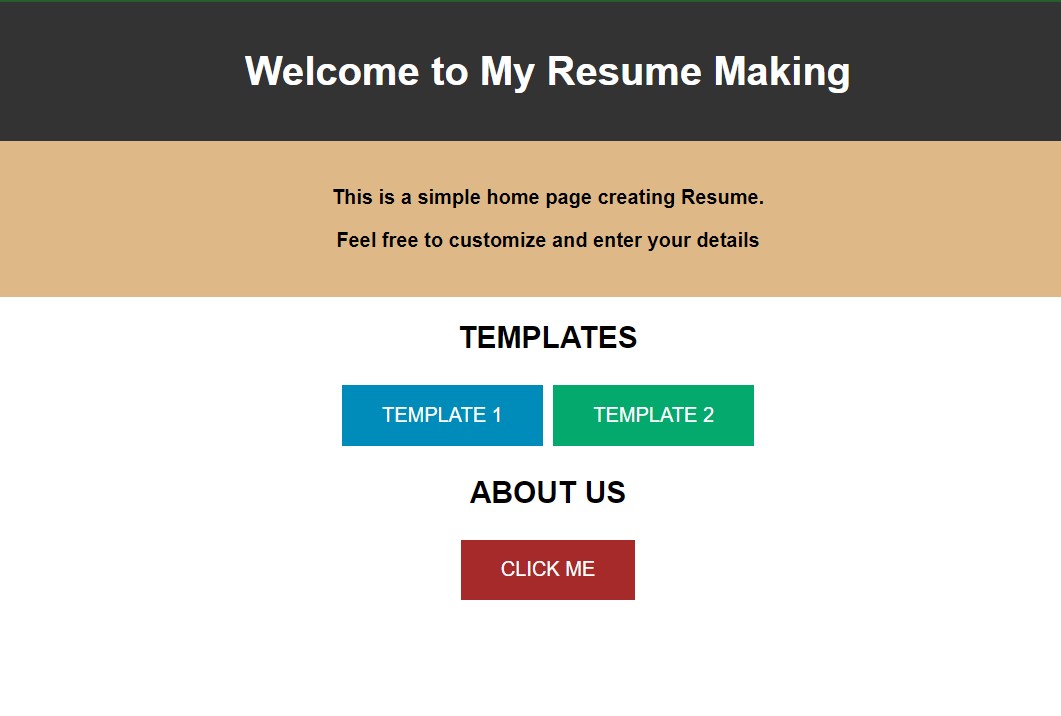 Welcome to My Resume Making
This is a simple home page creating Resume.
Feel free to customize and enter your details
TEMPLATES
TEMPLATE 1 TEMPLATE 2
ABOUT US
CLICK ME